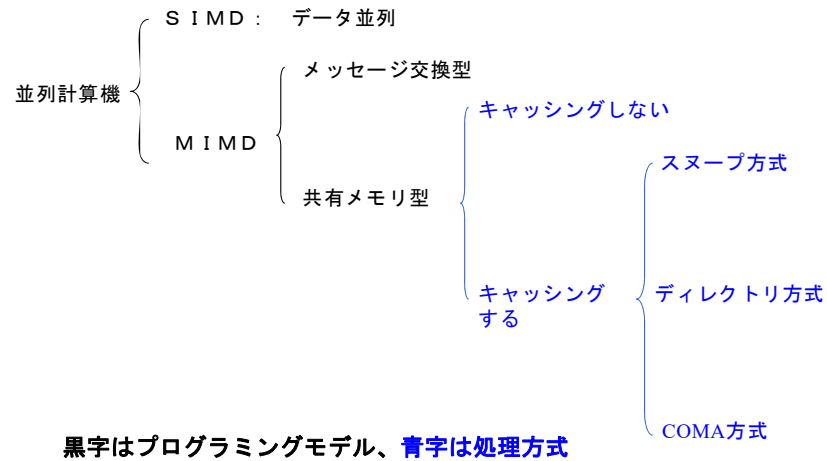 ＳＩＭＤ： データ並列
メッセージ交換型
並列計算機
キャッシングしない
ＭＩＭＤ
スヌープ方式
共有メモリ型
キャッシング
する
ディレクトリ方式
COMA方式
黒字はプログラミングモデル、青字は処理方式